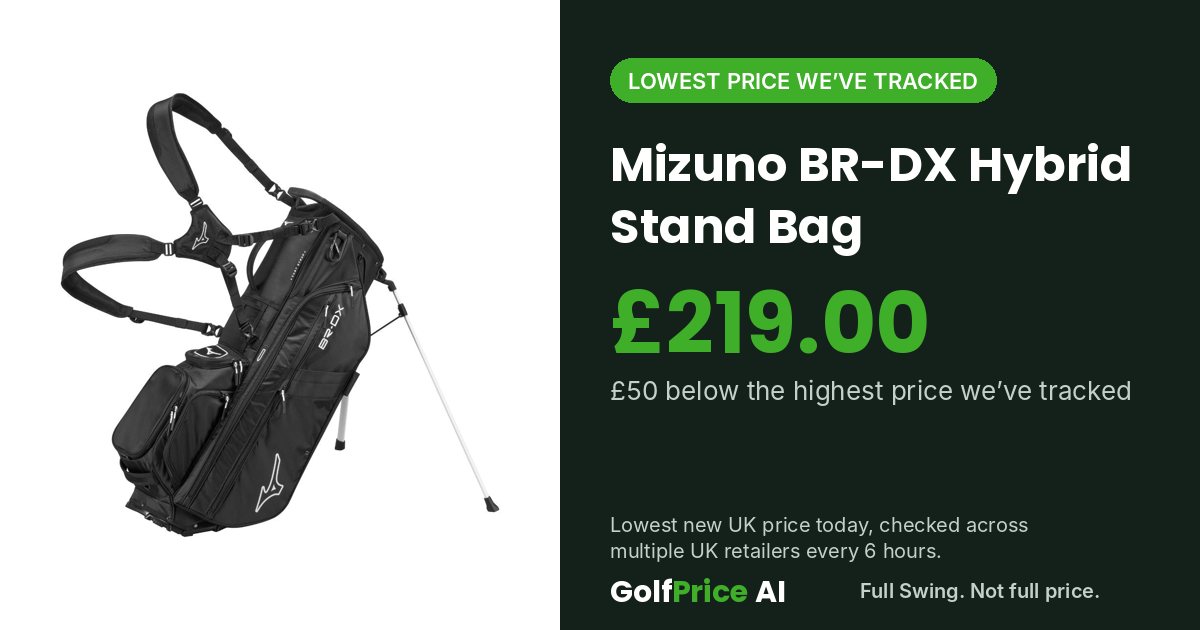 LOWEST PRICE WE’VE TRACKED
Mizuno BR-DX Hybrid
Stand Bag
£219.00
£50 below the highest price we’ve tracked
Lowest new UK price today, checked across
multiple UK retailers every 6 hours.
GolfPrice AI
Full Swing. Not full price.
BR-DX